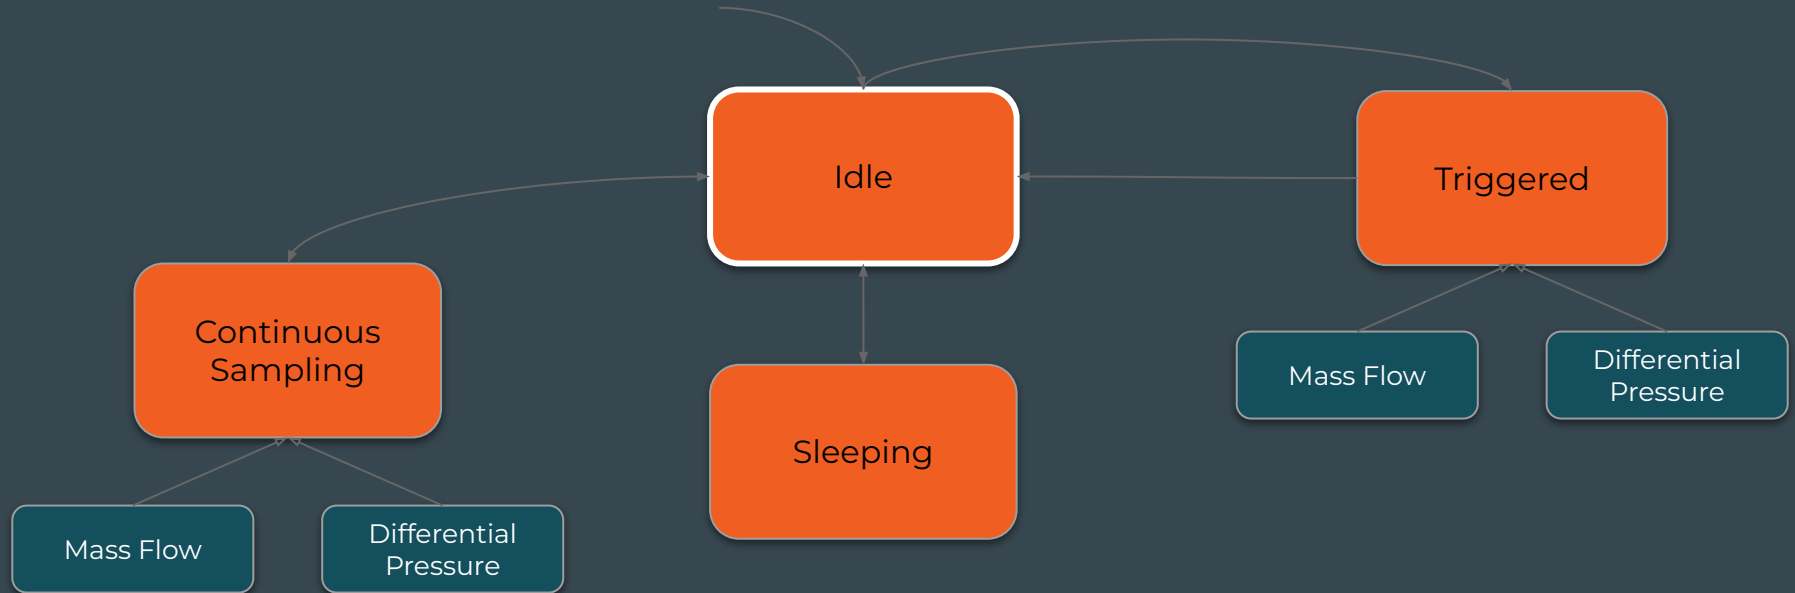 Idle
Triggered
Continuous
Sampling
Sleeping
Mass Flow
Differential
Pressure
Mass Flow
Differential
Pressure